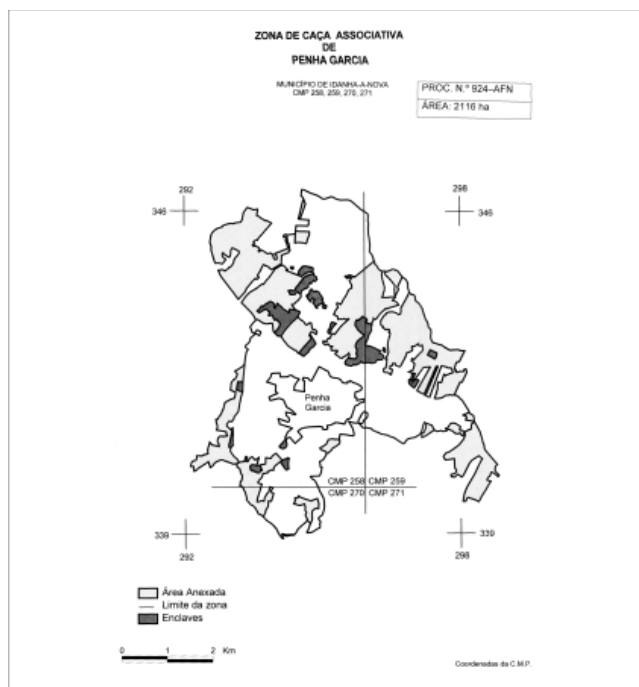 ZONA DE CAÇA ASSOCIATIVA
DE
PENHA GARCIA
MUNICÍPIO DE IDANHA-A-NOVA
CMP 258, 259, 270, 271
PROC. N.º 924–AFN
ÁREA: 2116 ha
292
298
346
346
Penha
Garcia
CMP 258
CMP 259
CMP 270
CMP 271
339
339
292
298
Área Anexada
Limite da zona
Enclaves
0 1 2 Km
Coordenadas da C.M.P.